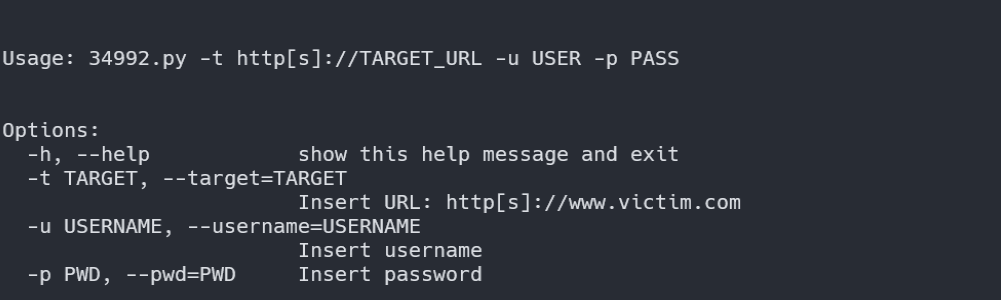 Usage: 34992.py -t http[s]://TARGET_URL -u USER -p PASS
Options:
-h, --help show this help message and exit
-t TARGET, --target=TARGET
Insert URL: http[s]://www.victim.com
-u USERNAME, --username=USERNAME
Insert username
-p PWD, --pwd=PWD Insert password